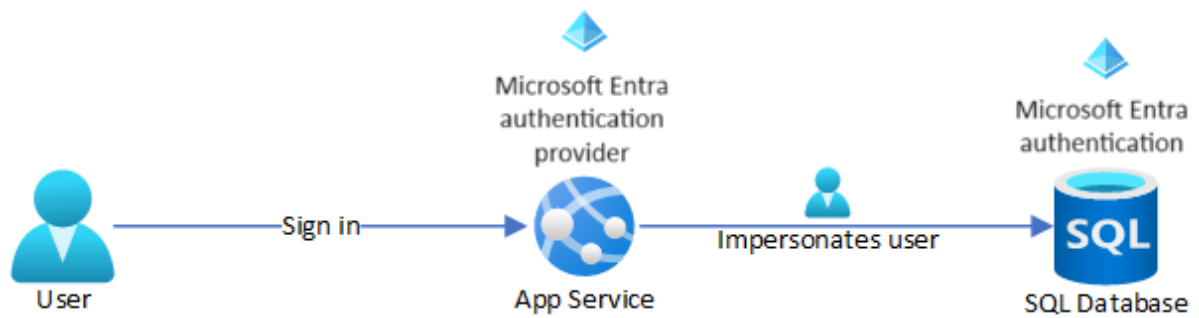 Microsoft Entra
authentication
provider
Microsoft Entra
authentication
Sign in
Impersonates user
SQL
User
App Service
SQL Database